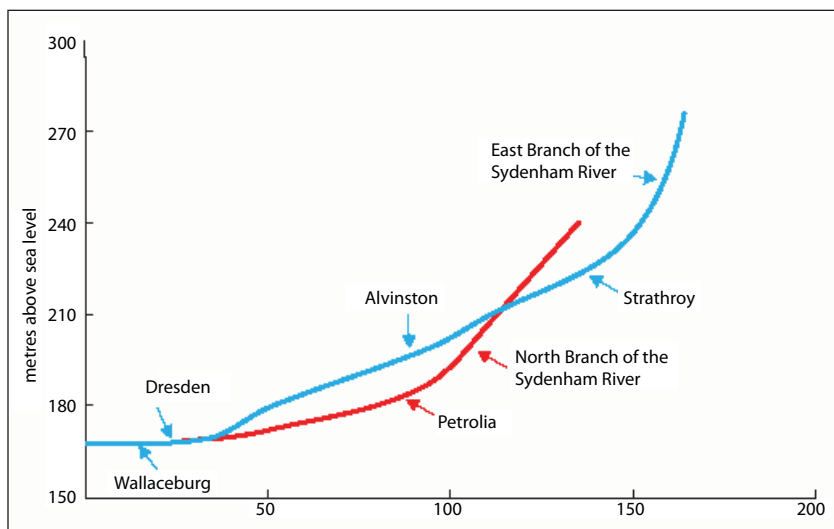 300
270
240
210
180
150
metres above sea level
East Branch of the
Sydenham River
Alvinston
Strathroy
North Branch of the
Sydenham River
Dresden
Petrolia
Wallaceburg
50
100
150
200